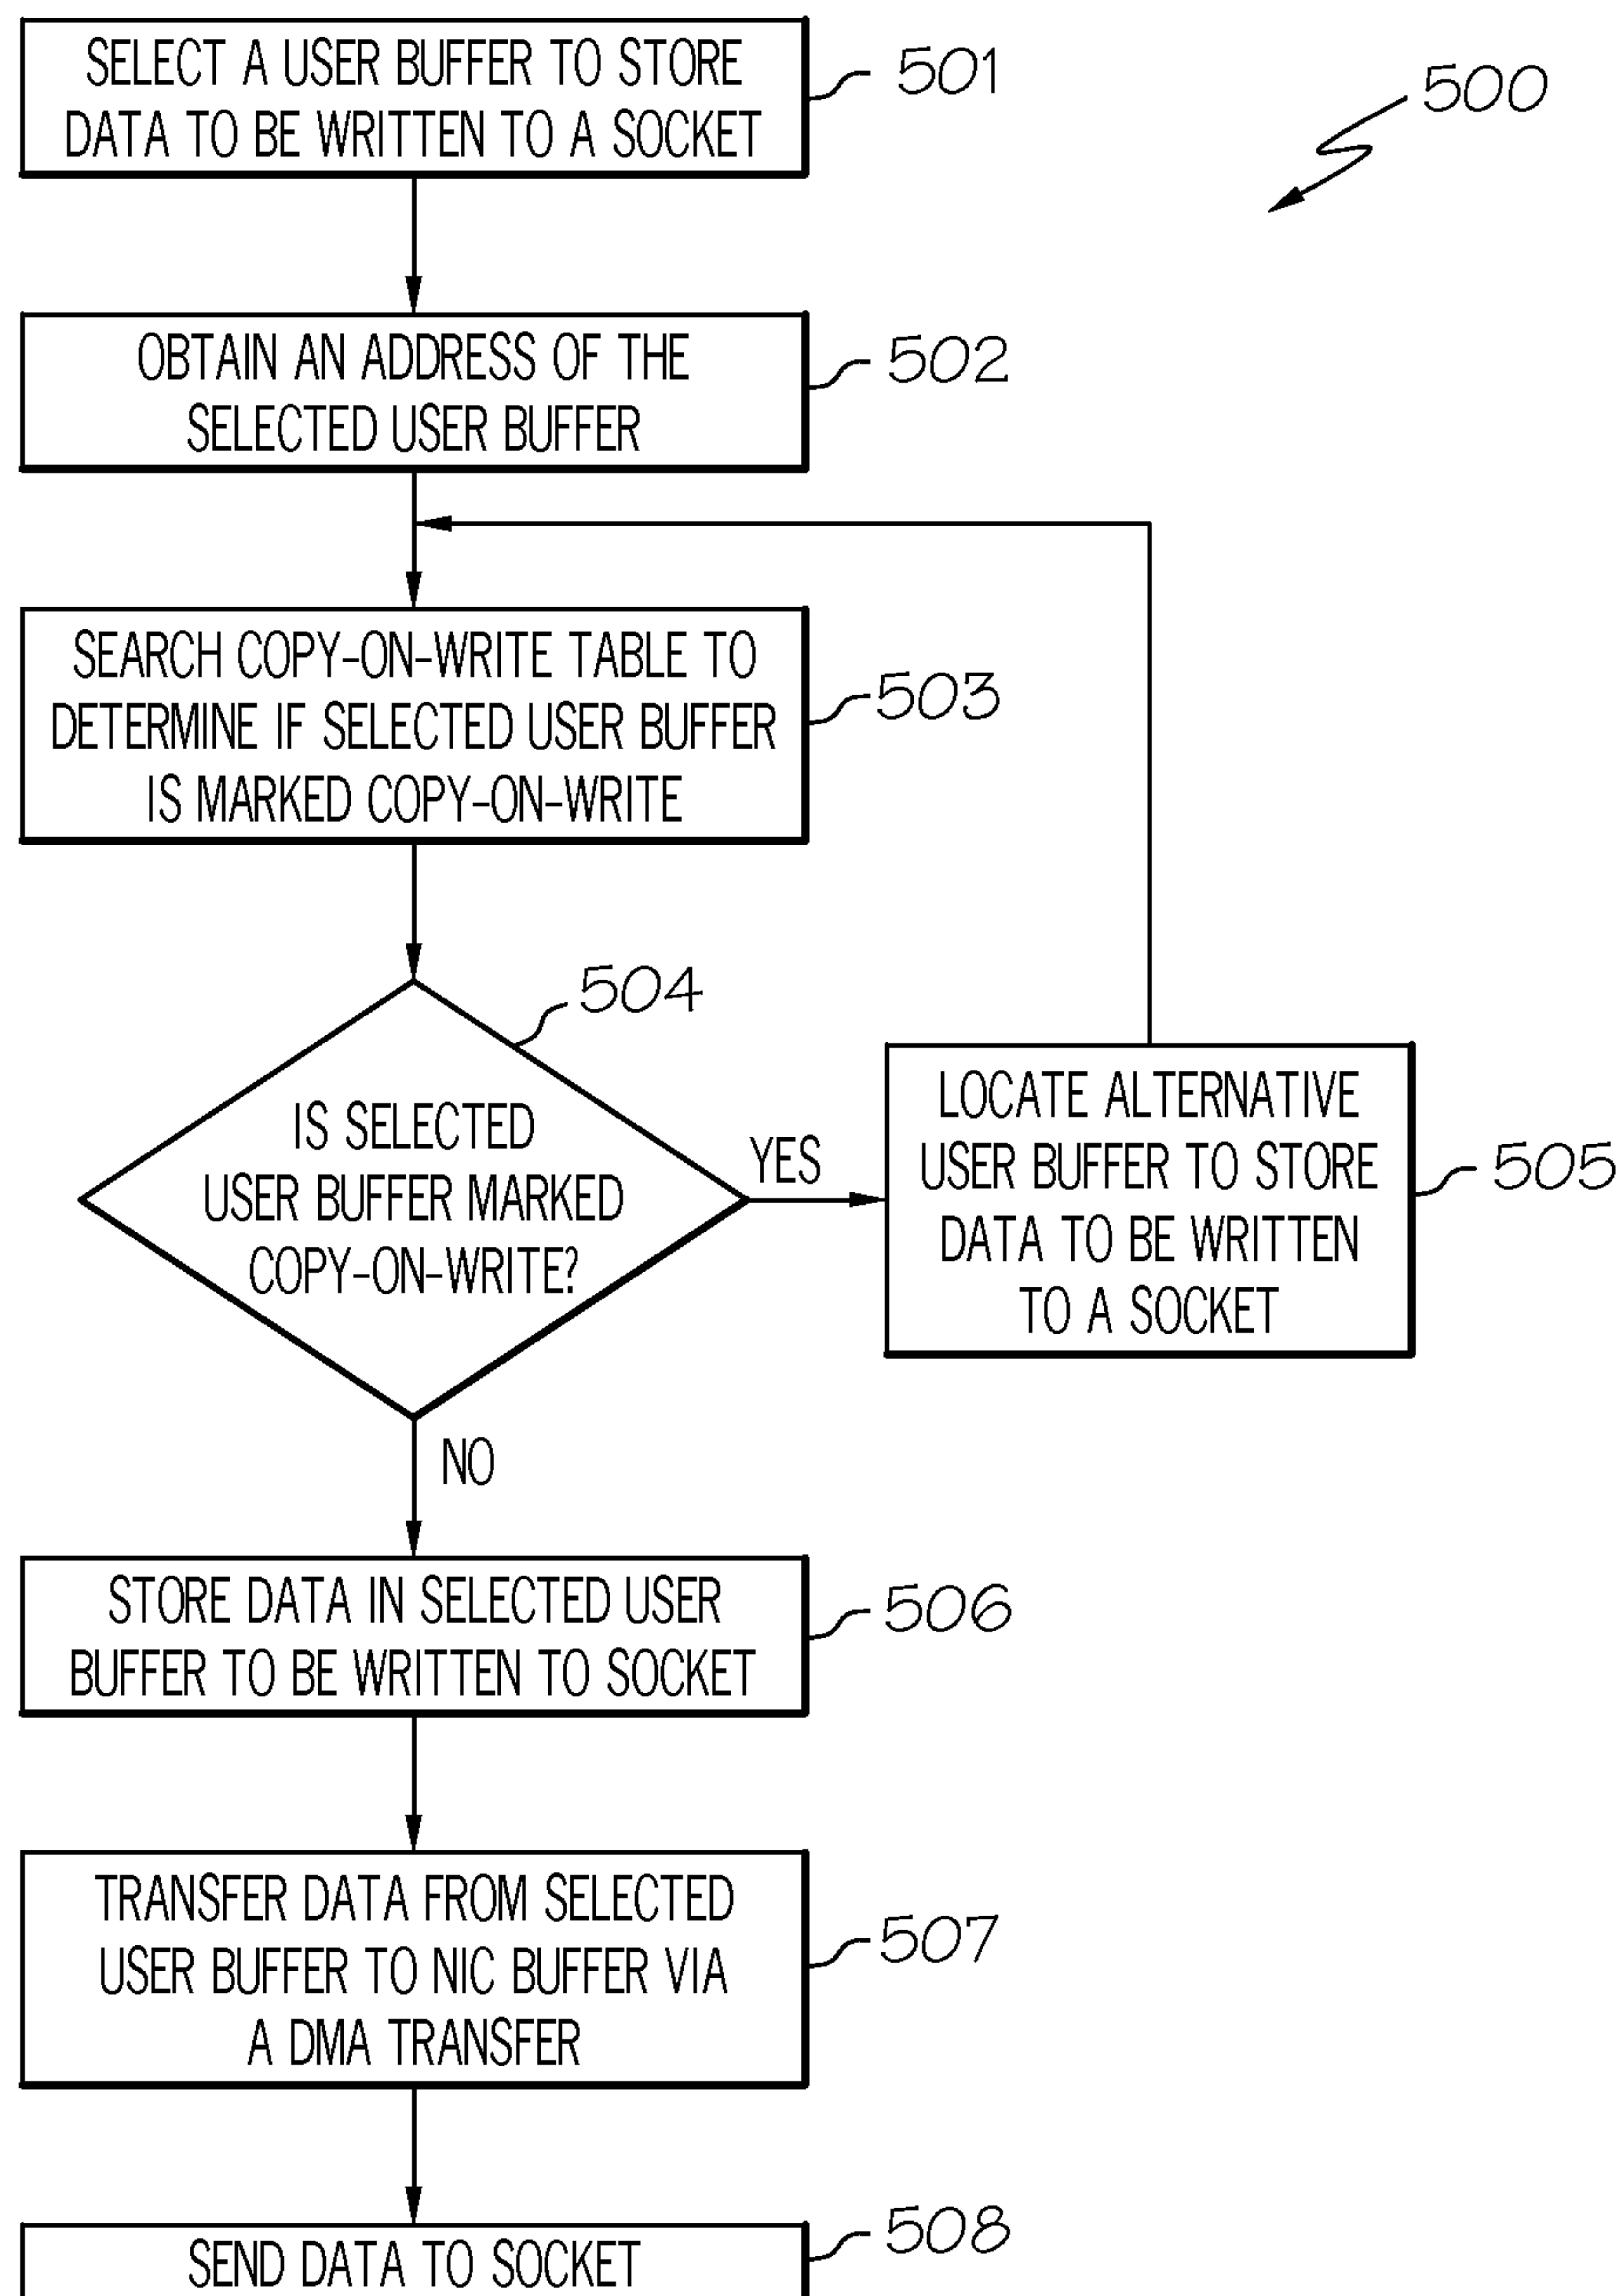 SELECT A USER BUFFER TO STORE
DATA TO BE WRITTEN TO A SOCKET
501
500
OBTAIN AN ADDRESS OF THE
SELECTED USER BUFFER
502
SEARCH COPY-ON-WRITE TABLE TO
DETERMINE IF SELECTED USER BUFFER
IS MARKED COPY-ON-WRITE
503
504
IS SELECTED
USER BUFFER MARKED
COPY-ON-WRITE?
YES
LOCATE ALTERNATIVE
USER BUFFER TO STORE
DATA TO BE WRITTEN
TO A SOCKET
505
NO
STORE DATA IN SELECTED USER
BUFFER TO BE WRITTEN TO SOCKET
506
TRANSFER DATA FROM SELECTED
USER BUFFER TO NIC BUFFER VIA
A DMA TRANSFER
507
SEND DATA TO SOCKET
508